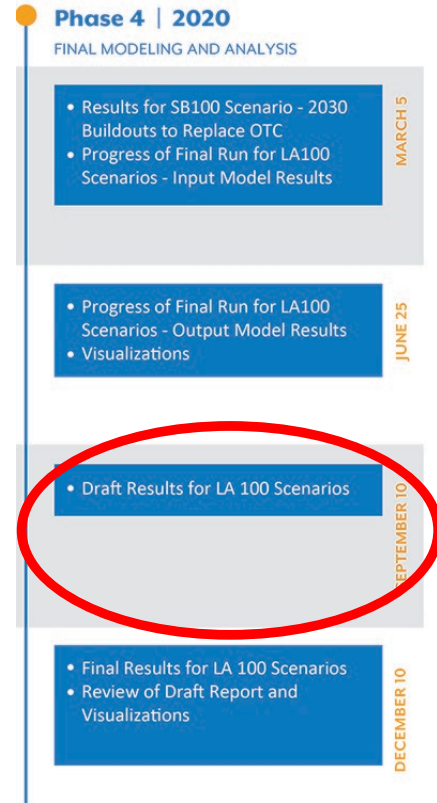 Phase 4 | 2020
FINAL MODELING AND ANALYSIS
• Results for SB100 Scenario - 2030
Buildouts to Replace OTC
• Progress of Final Run for LA100
Scenarios - Input Model Results
MARCH 5
• Progress of Final Run for LA100
Scenarios - Output Model Results
• Visualizations
JUNE 25
• Draft Results for LA 100 Scenarios
SEPTEMBER 10
• Final Results for LA 100 Scenarios
• Review of Draft Report and
Visualizations
DECEMBER 10